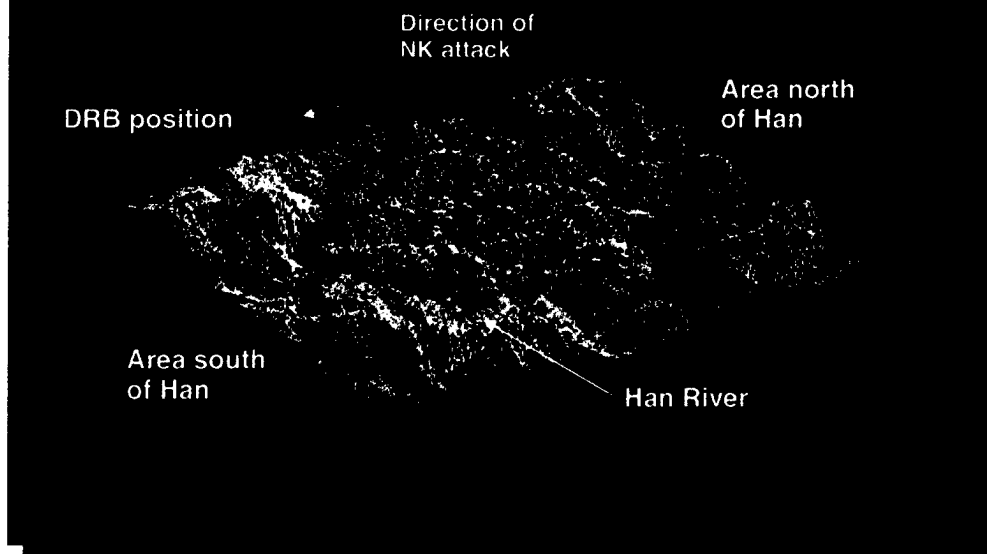 Direction of
NK attack
Area north
of Han
DRB position
Area south
of Han
Han River